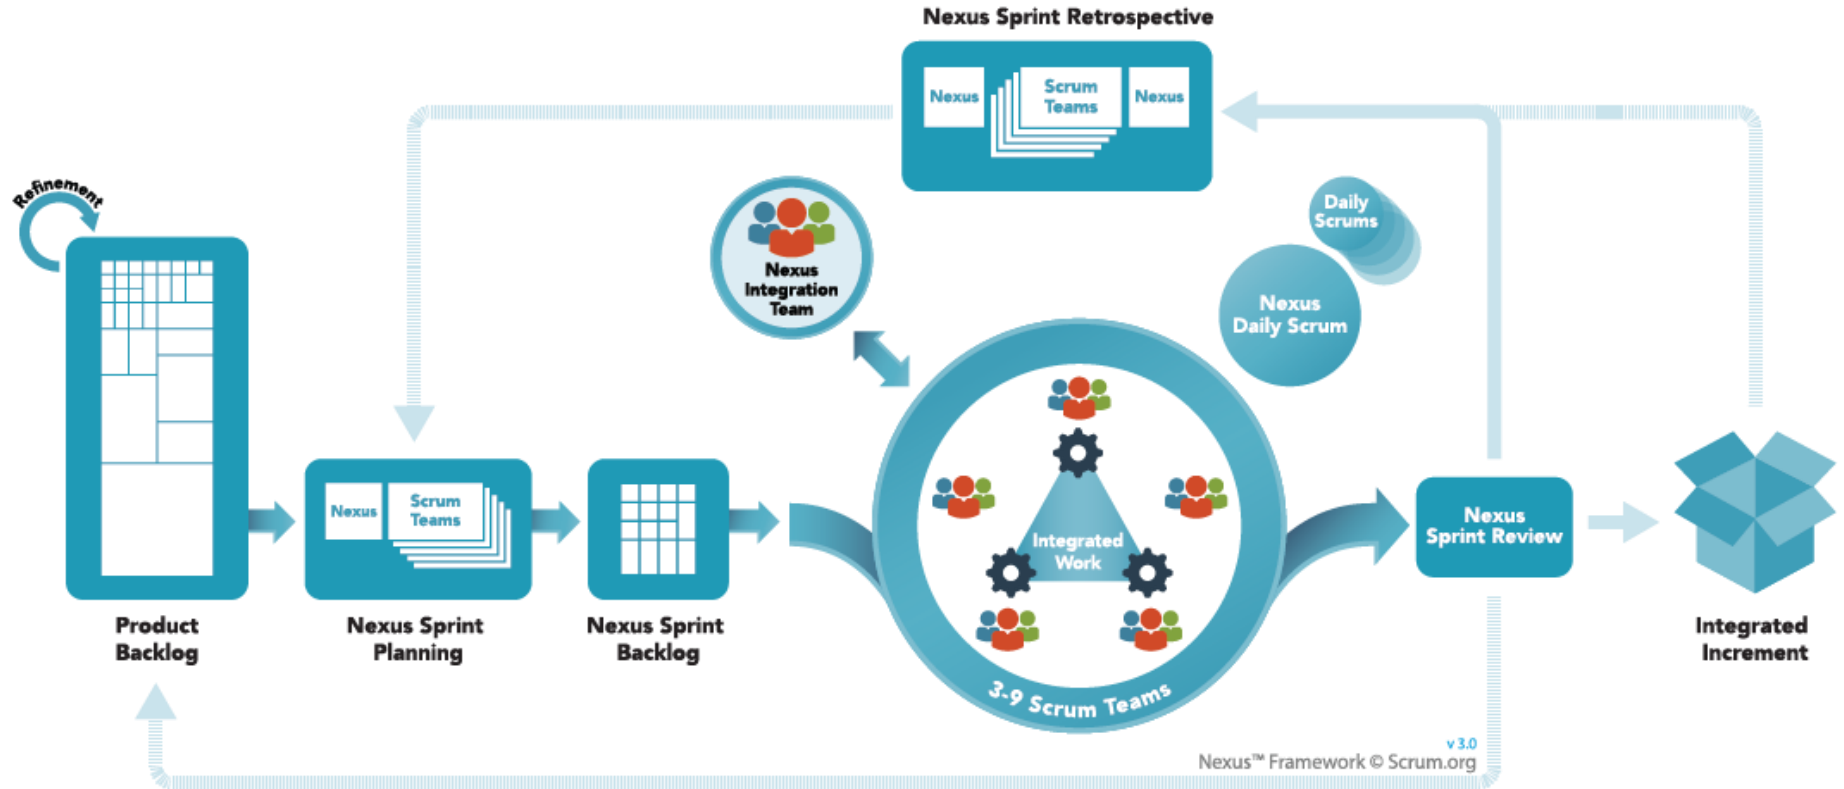 Nexus Sprint Retrospective
Nexus
Scrum
Teams
Nexus
Refinement
Daily
Scrums
Nexus
Integration
Team
Nexus
Daily Scrum
Nexus
Scrum
Teams
Integrated
Work
Nexus
Sprint Review
Product
Backlog
Nexus Sprint
Planning
Nexus Sprint
Backlog
3-9 Scrum Teams
Integrated
Increment
v 3.0
Nexus™ Framework © Scrum.org